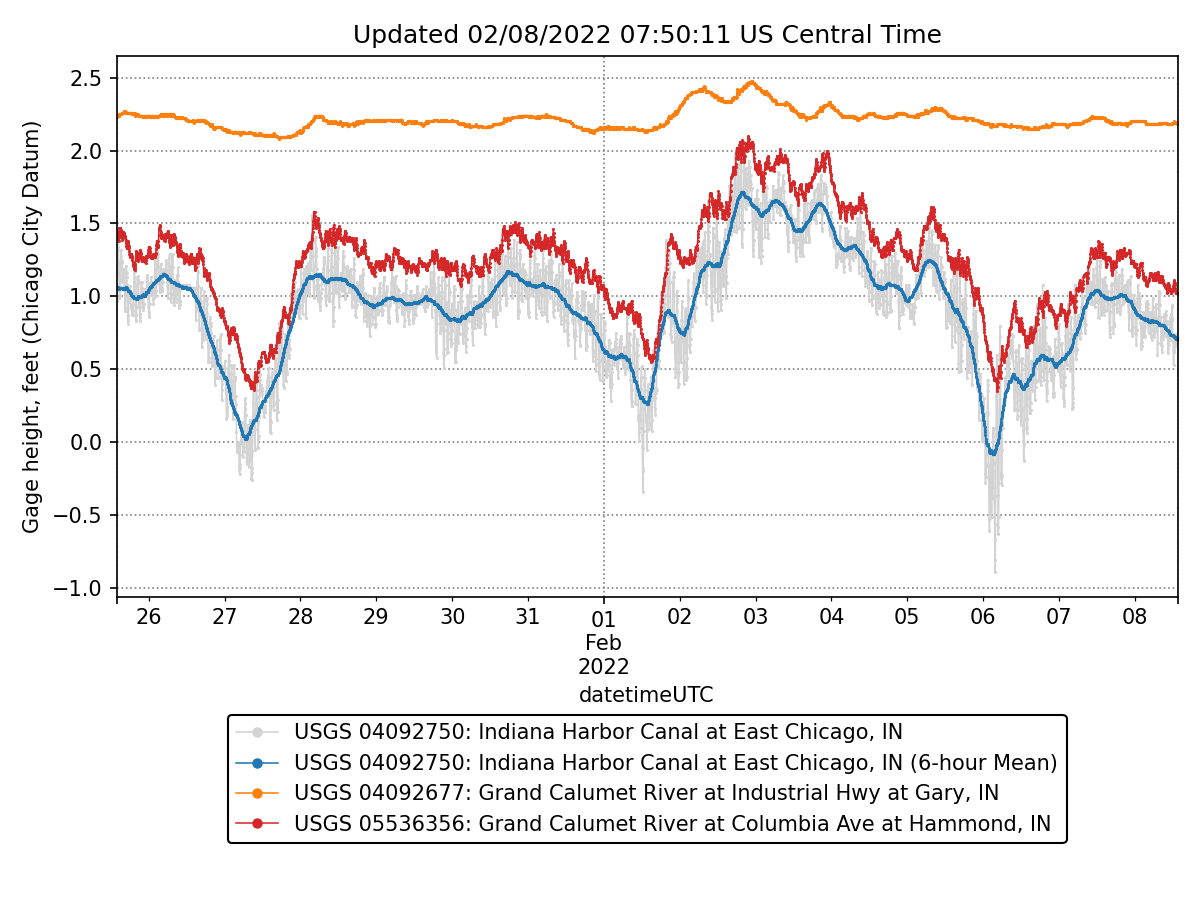 Updated 02/08/2022 07:50:11 US Central Time
Gage height, feet (Chicago City Datum)
2.5
2.0
1.5
1.0
0.5
0.0
−0.5
−1.0
26 27 28 29 30 31 01 02 03 04 05 06 07 08
Feb
2022
datetimeUTC
USGS 04092750: Indiana Harbor Canal at East Chicago, IN
USGS 04092750: Indiana Harbor Canal at East Chicago, IN (6-hour Mean)
USGS 04092677: Grand Calumet River at Industrial Hwy at Gary, IN
USGS 05536356: Grand Calumet River at Columbia Ave at Hammond, IN